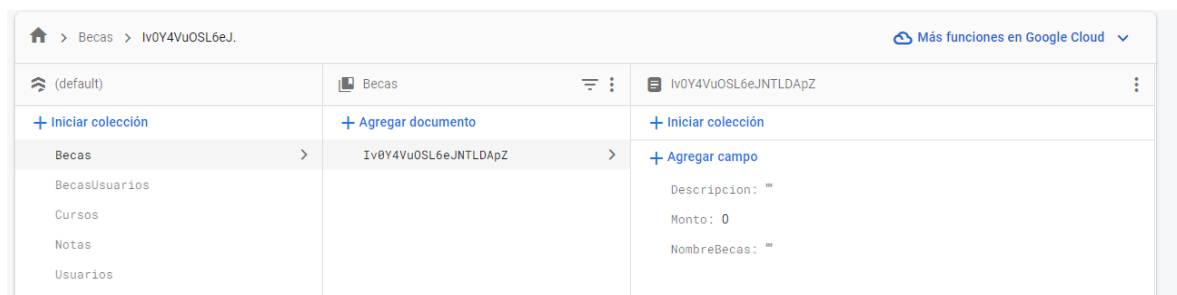 Becas > Iv0Y4VuOSL6eJ. Más funciones en Google Cloud
(default) Becas Iv0Y4VuOSL6eJNTLDApZ
+ Iniciar colección + Agregar documento + Iniciar colección
Becas > Iv0Y4VuOSL6eJNTLDApZ > + Agregar campo
BecasUsuarios Descripcion: ""
Cursos Monto: 0
Notas NombreBecas: ""
Usuarios